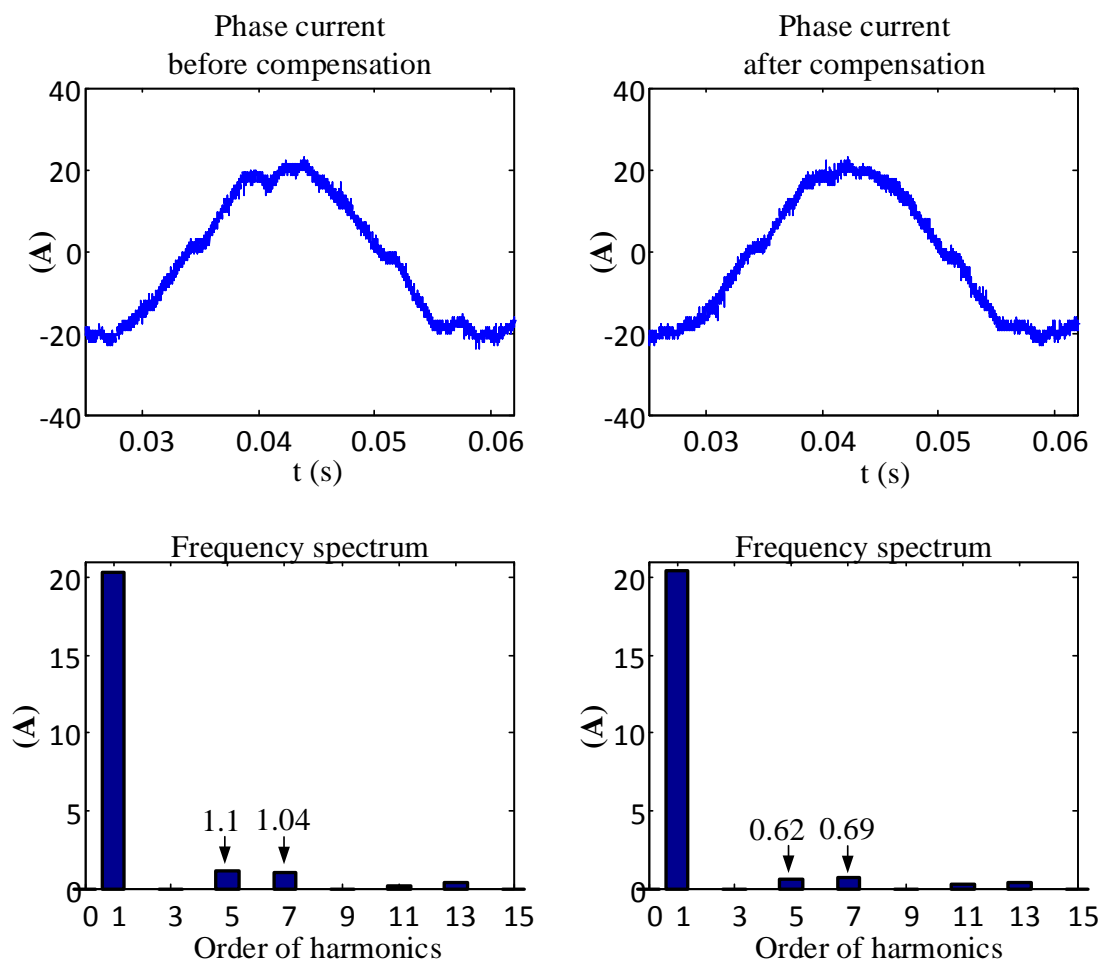 Phase current
before compensation
40
20
0
-20
-40
(A)
0.03 0.04 0.05 0.06
t (s)
Phase current
after compensation
40
20
0
-20
-40
(A)
0.03 0.04 0.05 0.06
t (s)
Frequency spectrum
20
15
10
5
0
(A)
1.1 1.04
0 1 3 5 7 9 11 13 15
Order of harmonics
Frequency spectrum
20
15
10
5
0
(A)
0.62 0.69
0 1 3 5 7 9 11 13 15
Order of harmonics